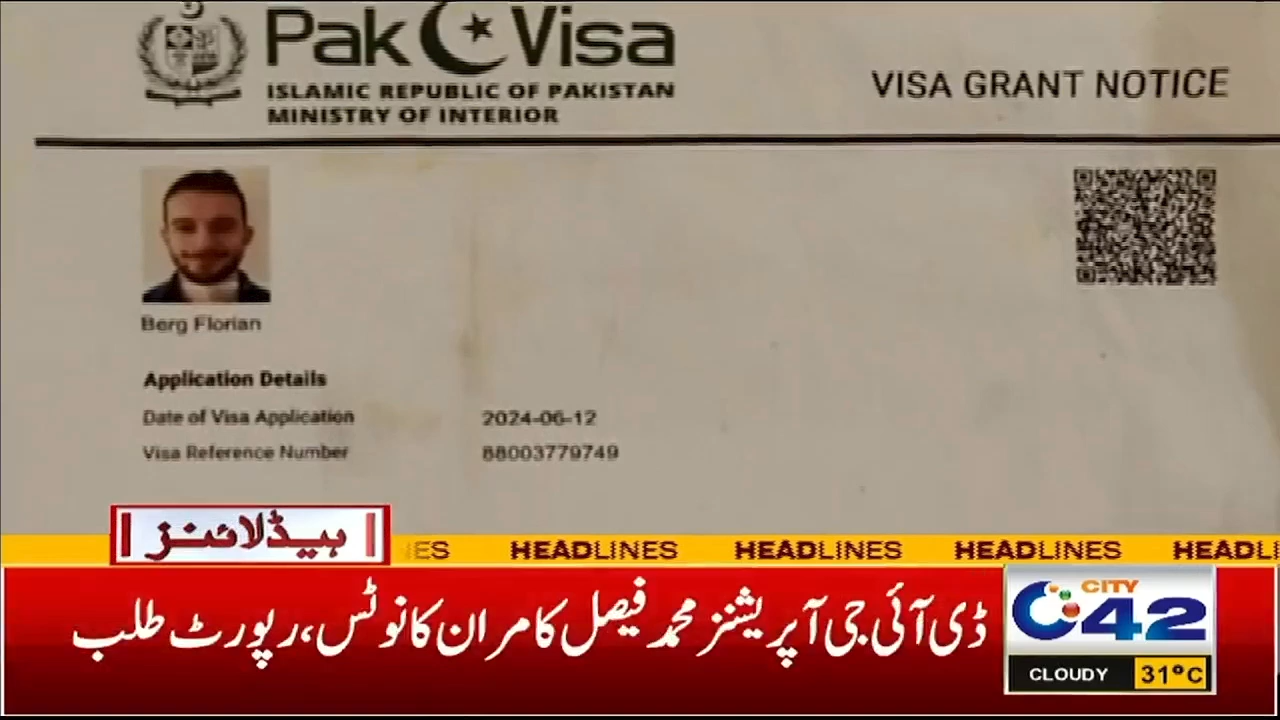 Pak Visa
ISLAMIC REPUBLIC OF PAKISTAN
MINISTRY OF INTERIOR
VISA GRANT NOTICE
Berg Florian
Application Details
Date of Visa Application 2024-06-12
Visa Reference Number 88003779749
ہیڈلائنز
ES HEADLINES HEADLINES HEADLINES HEADLI
ڈی آئی جی آپریشنز محمد فیصل کامران کا نوٹس، رپورٹ طلب
CITY
42
CLOUDY 31°C